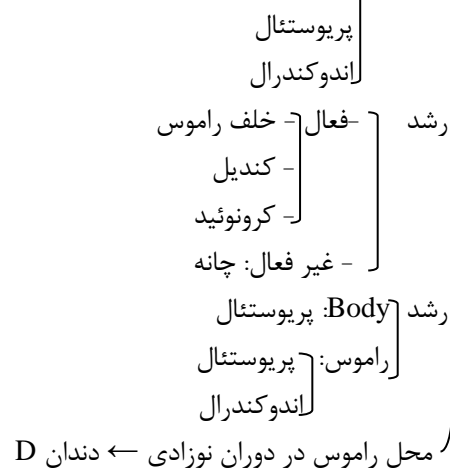 پریوستئال
اندوکندرال
رشد -فعال - خلف راموس
- کندیل
- کرونوئید
- غیر فعال: چانه
رشد Body: پریوستئال
راموس: پریوستئال
اندوکندرال
محل راموس در دوران نوزادی ← دندان D